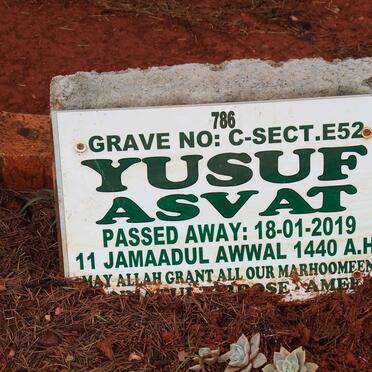 786
GRAVE NO: C-SECT.E52
YUSUF
ASVAT
PASSED AWAY: 18-01-2019
11 JAMAADUL AWWAL 1440 A.H
MAY ALLAH GRANT ALL OUR MARHOOMEEN